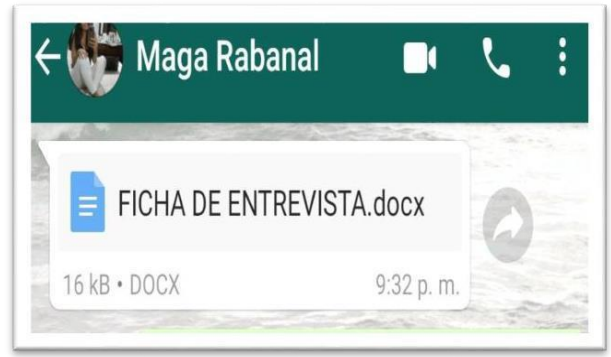 Maga Rabanal
FICHA DE ENTREVISTA.docx
16 kB • DOCX 9:32 p. m.